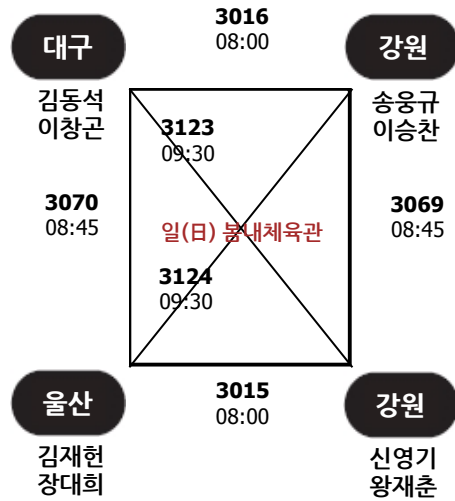 3016
08:00
대구
강원
김동석
이창곤
송웅규
이승찬
3123
09:30
3070
08:45
3069
08:45
일(日) 봄내체육관
3124
09:30
울산
3015
08:00
강원
김재헌
장대희
신영기
왕재춘